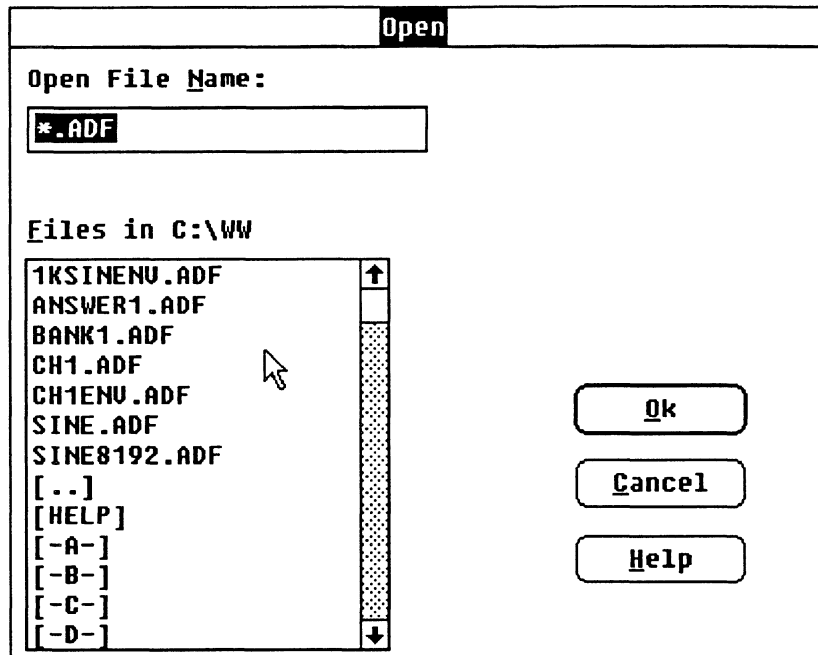 Open
Open File Name:
*.ADF
Files in C:\WW
1KSINENV.ADF
ANSWER1.ADF
BANK1.ADF
CH1.ADF
CH1ENV.ADF
SINE.ADF
SINE8192.ADF
[..]
[HELP]
[-A-]
[-B-]
[-C-]
[-D-]
Ok
Cancel
Help